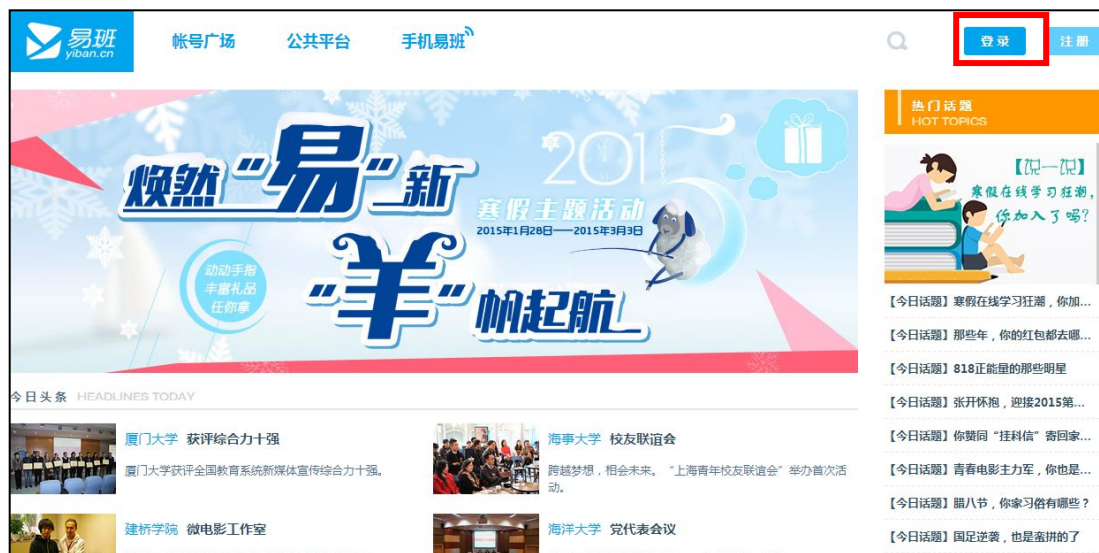 易班
yiban.cn
帐号广场
公共平台
手机易班
登录
注册
焕然“易”新
2015
寒假主题活动
2015年1月28日——2015年3月3日
动动手指
丰富礼品
任你拿
“羊”帆起航
热门话题
HOT TOPICS
【说一说】
寒假在线学习狂潮，
你加入了吗？
【今日话题】寒假在线学习狂潮，你加...
【今日话题】那些年，你的红包都去哪...
【今日话题】818正能量的那些明星
【今日话题】张开怀抱，迎接2015第...
【今日话题】你赞同“挂科信”寄回家...
【今日话题】青春电影主力军，你也是...
【今日话题】腊八节，你家习俗有哪些？
【今日话题】国足逆袭，也是蛮拼的了
今日头条 HEADLINES TODAY
厦门大学 获评综合力十强
厦门大学获评全国教育系统新媒体宣传综合力十强。
海事大学 校友联谊会
跨越梦想，相会未来。“上海青年校友联谊会”举办首次活
动。
建桥学院 微电影工作室
海洋大学 党代表会议